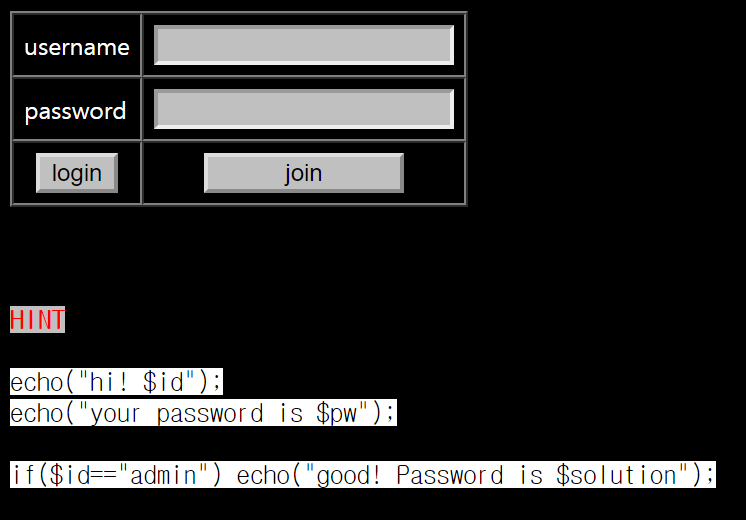 username
password
login join
HINT
echo("hi! $id");
echo("your password is $pw");
if($id=="admin") echo("good! Password is $solution");